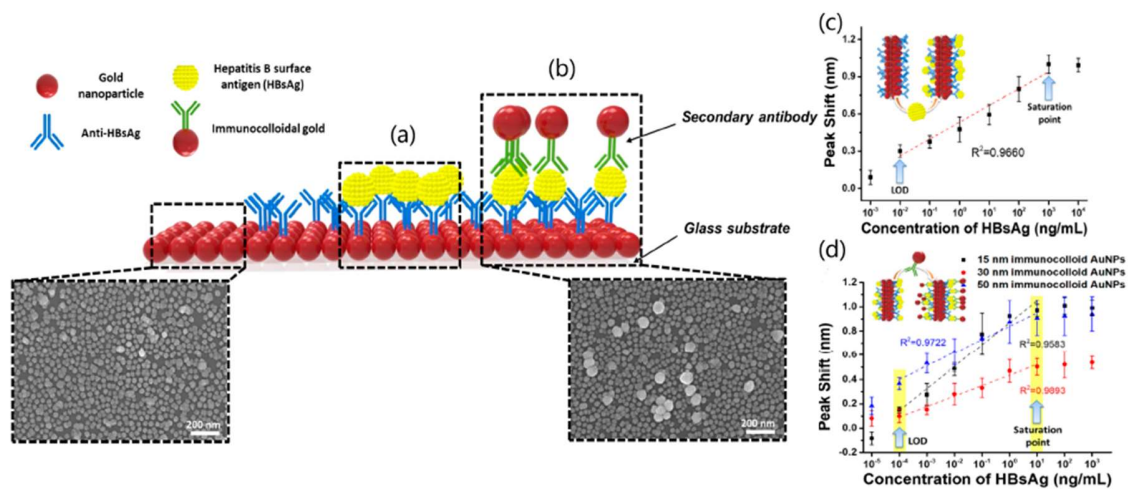 Gold
nanoparticle
Hepatitis B surface
antigen (HBsAg)
Anti-HBsAg
Immunocolloidal gold
(a)
(b)
Secondary antibody
Glass substrate
200 nm
200 nm
(c)
Peak Shift (nm)
1.2
0.9
0.6
0.3
0.0
LOD
R²=0.9660
Saturation
point
10⁻³ 10⁻² 10⁻¹ 10⁰ 10¹ 10² 10³ 10⁴
Concentration of HBsAg (ng/mL)
(d)
15 nm immunocolloid AuNPs
30 nm immunocolloid AuNPs
50 nm immunocolloid AuNPs
Peak Shift (nm)
1.2
1.0
0.8
0.6
0.4
0.2
0.0
-0.2
R²=0.9722
R²=0.9583
R²=0.9893
LOD
Saturation
point
10⁻⁵ 10⁻⁴ 10⁻³ 10⁻² 10⁻¹ 10⁰ 10¹ 10² 10³
Concentration of HBsAg (ng/mL)